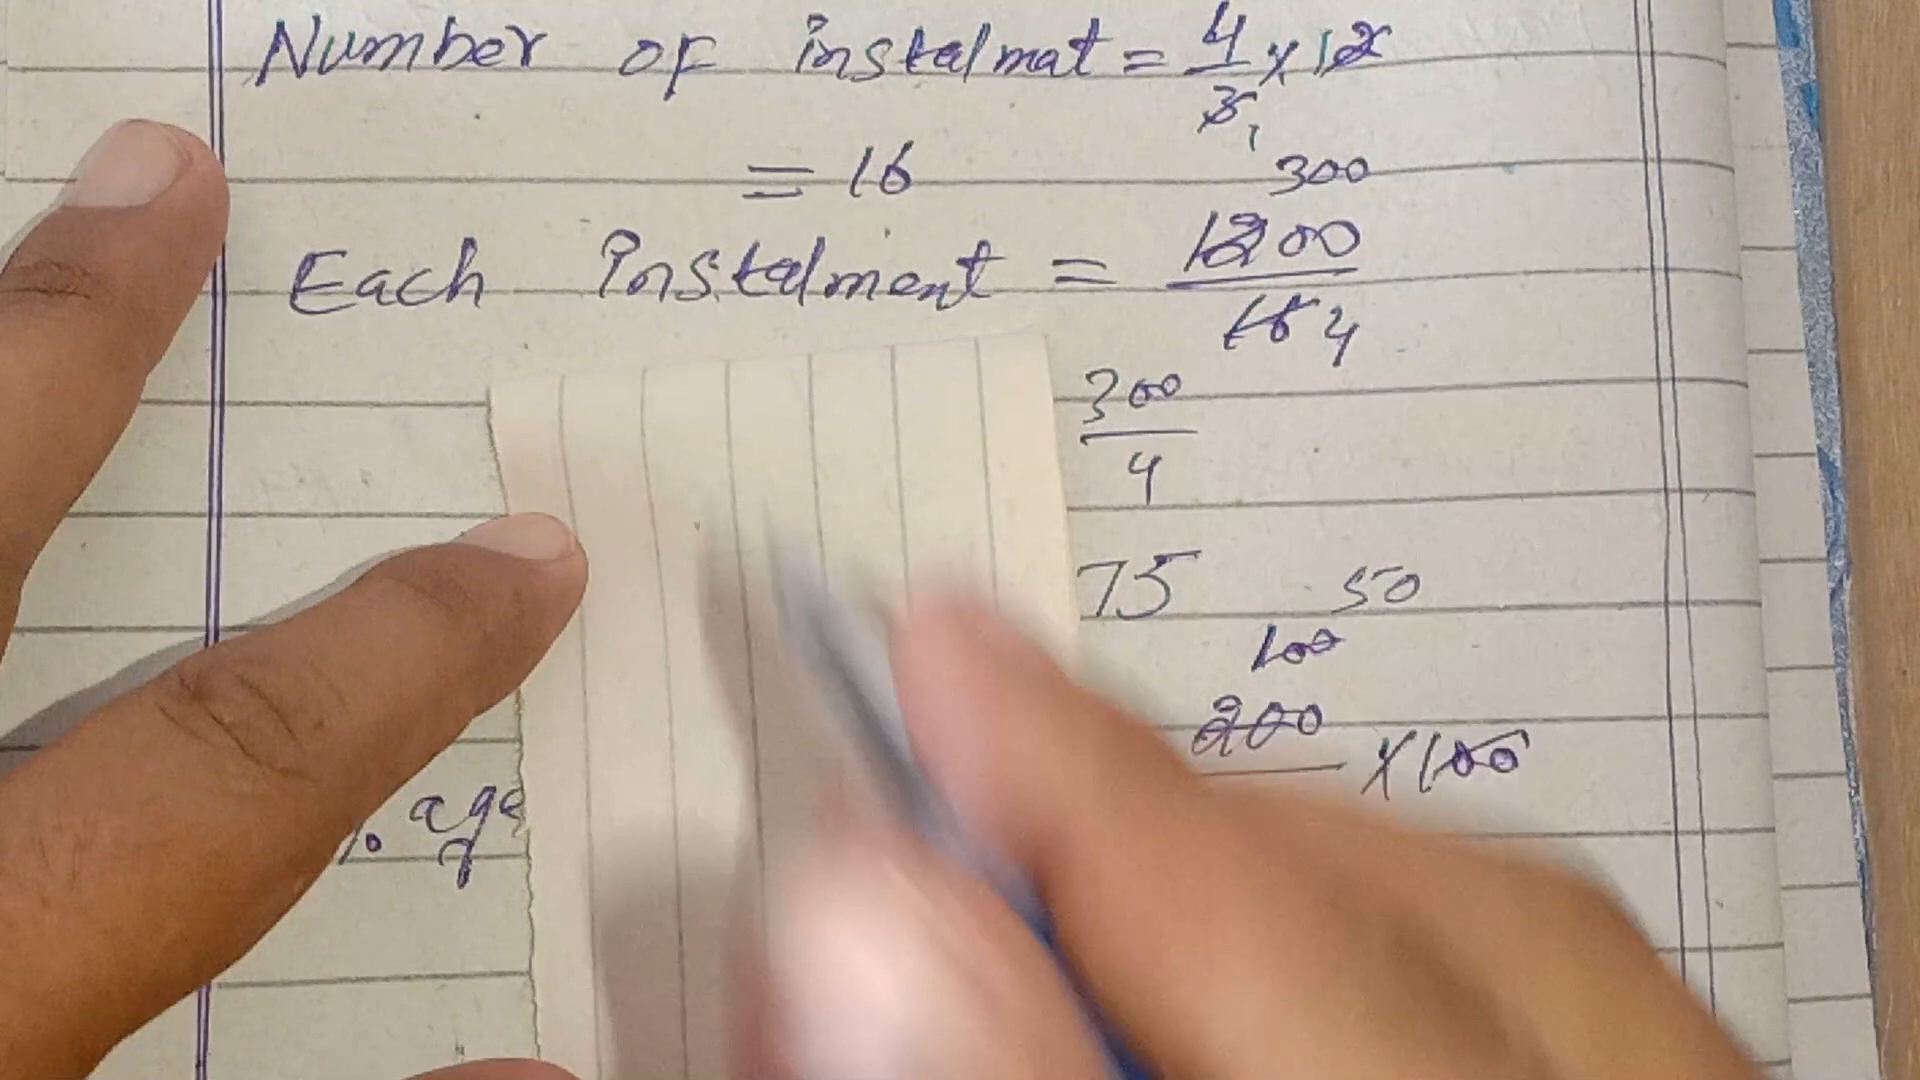 Number of instalmat = 4/3 x 12
1
= 16
300
Each instalment = 1200/16 4
300/4
75 50
100
200 x 100
% age